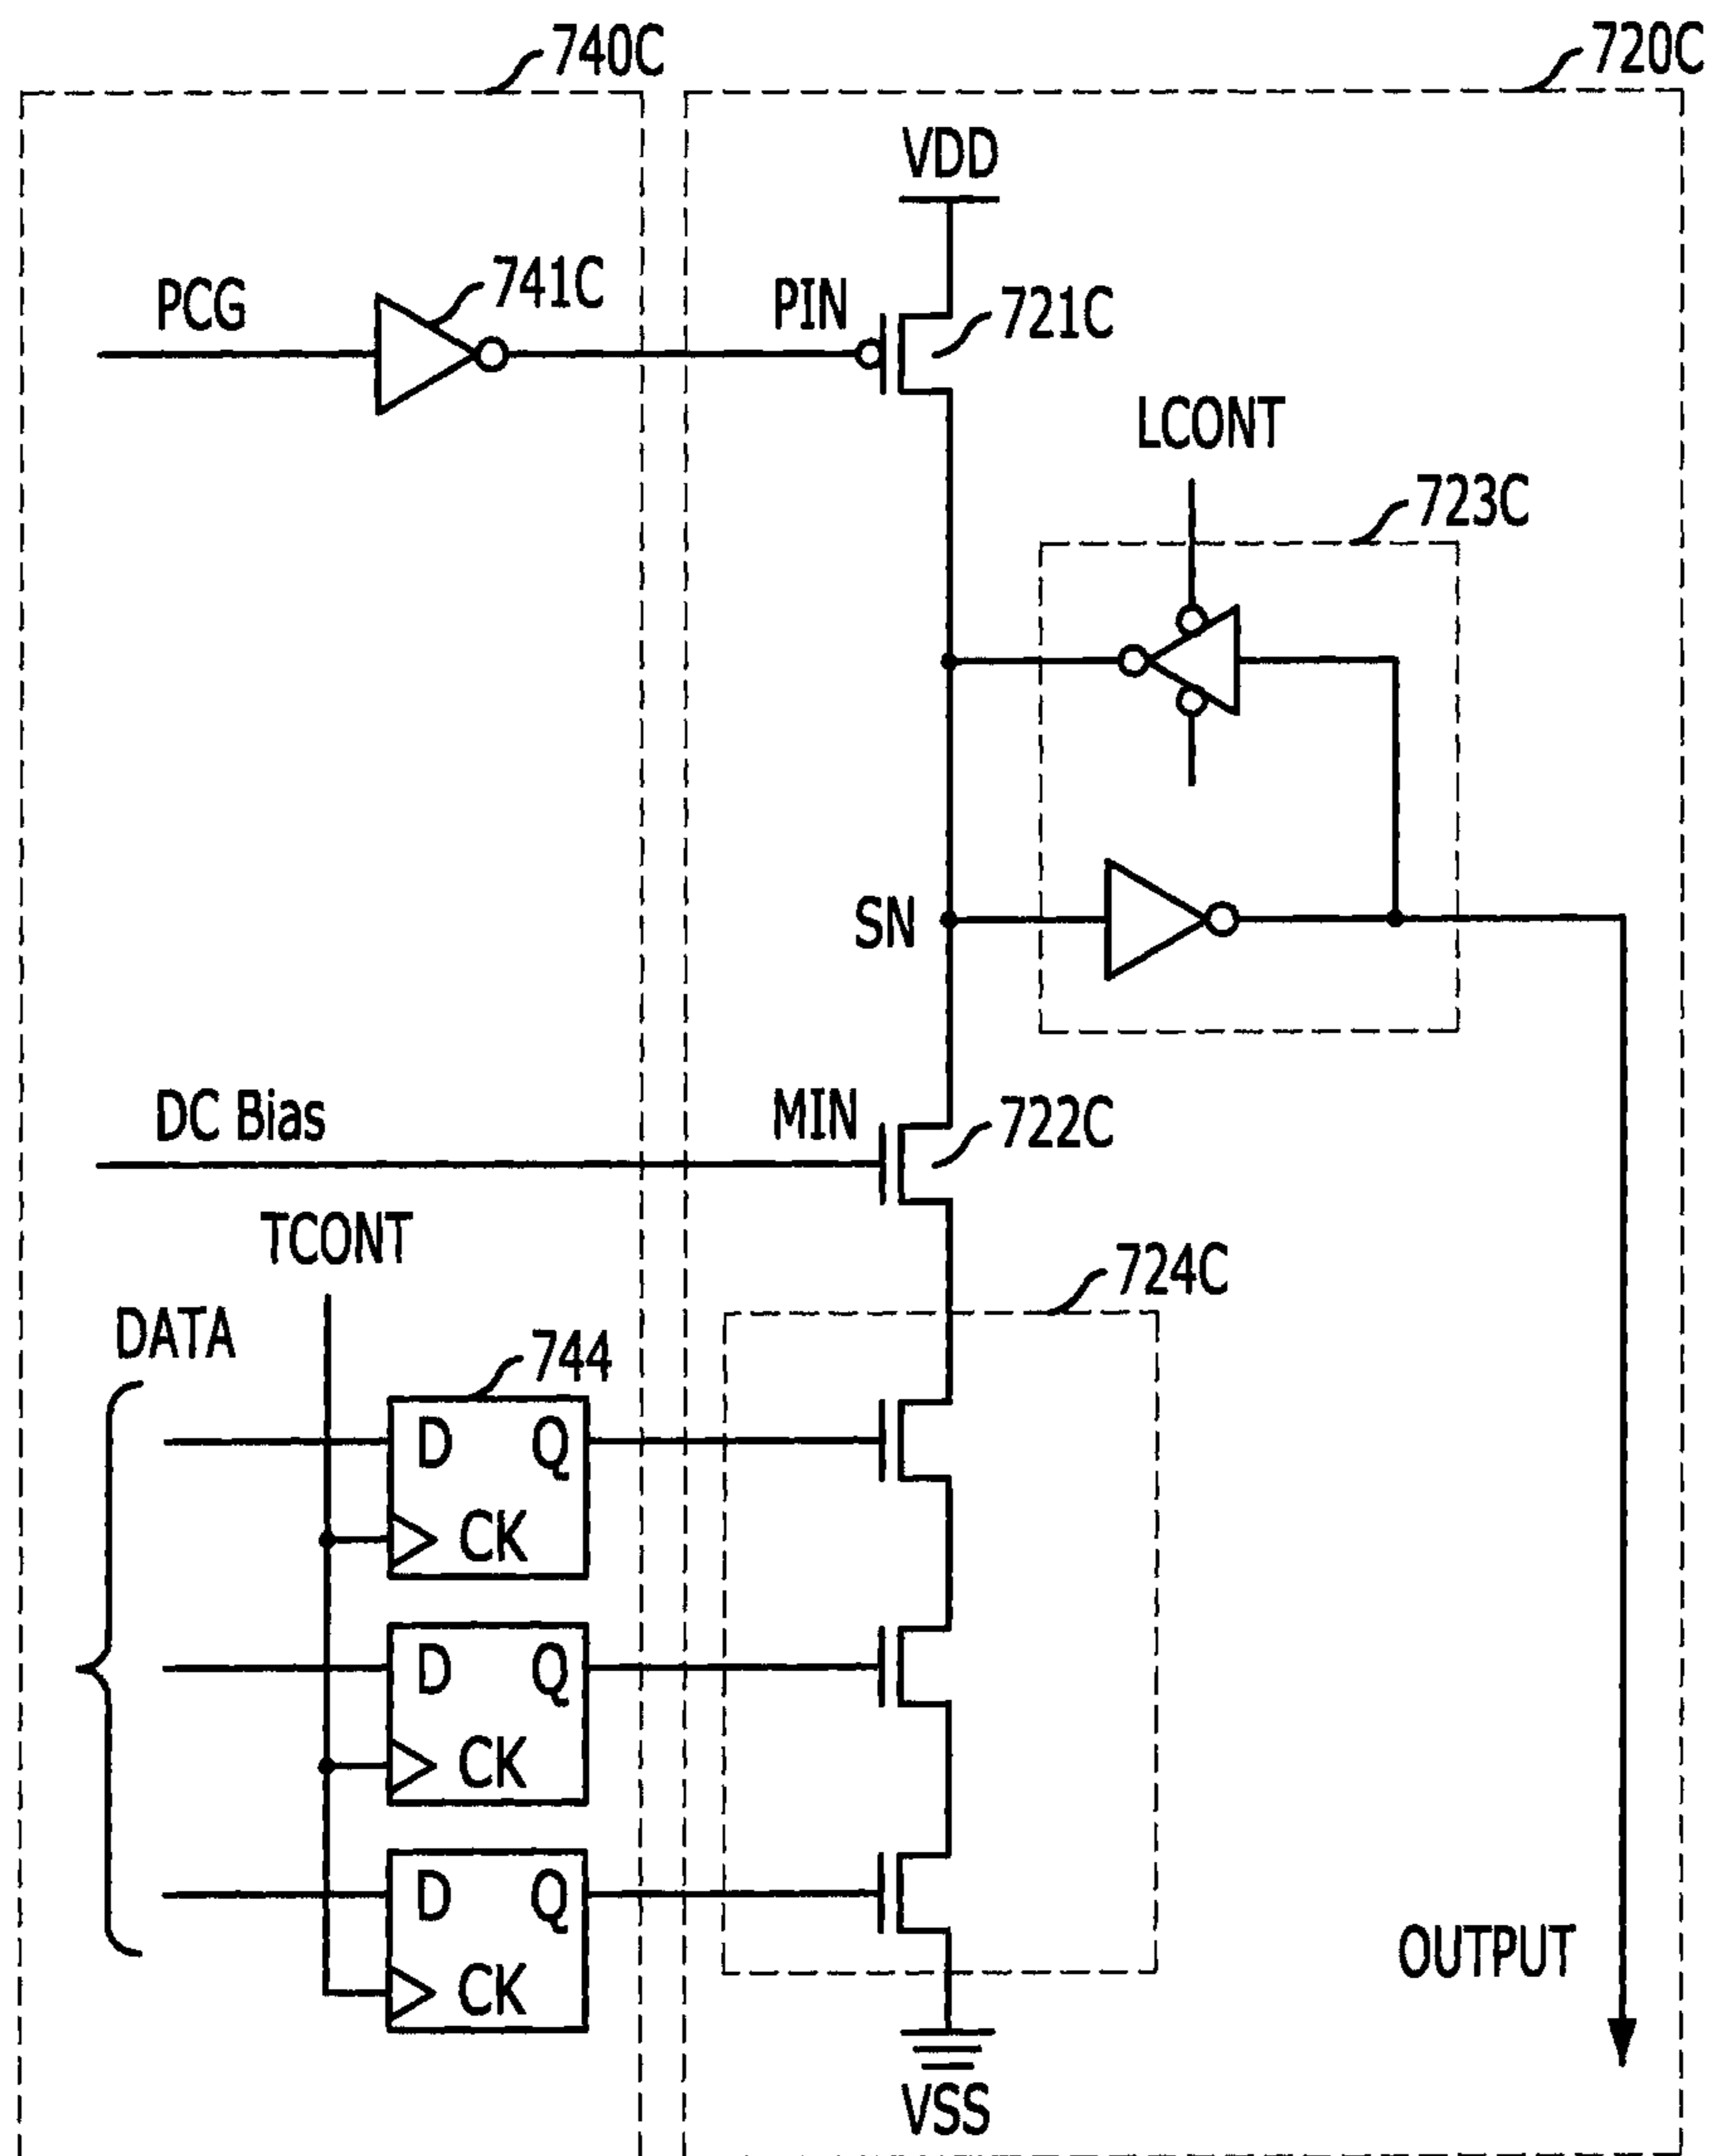 740C
720C
VDD
PCG
741C
PIN
721C
LCONT
723C
SN
DC Bias
MIN
722C
TCONT
724C
DATA
744
D Q
CK
D Q
CK
D Q
CK
OUTPUT
VSS